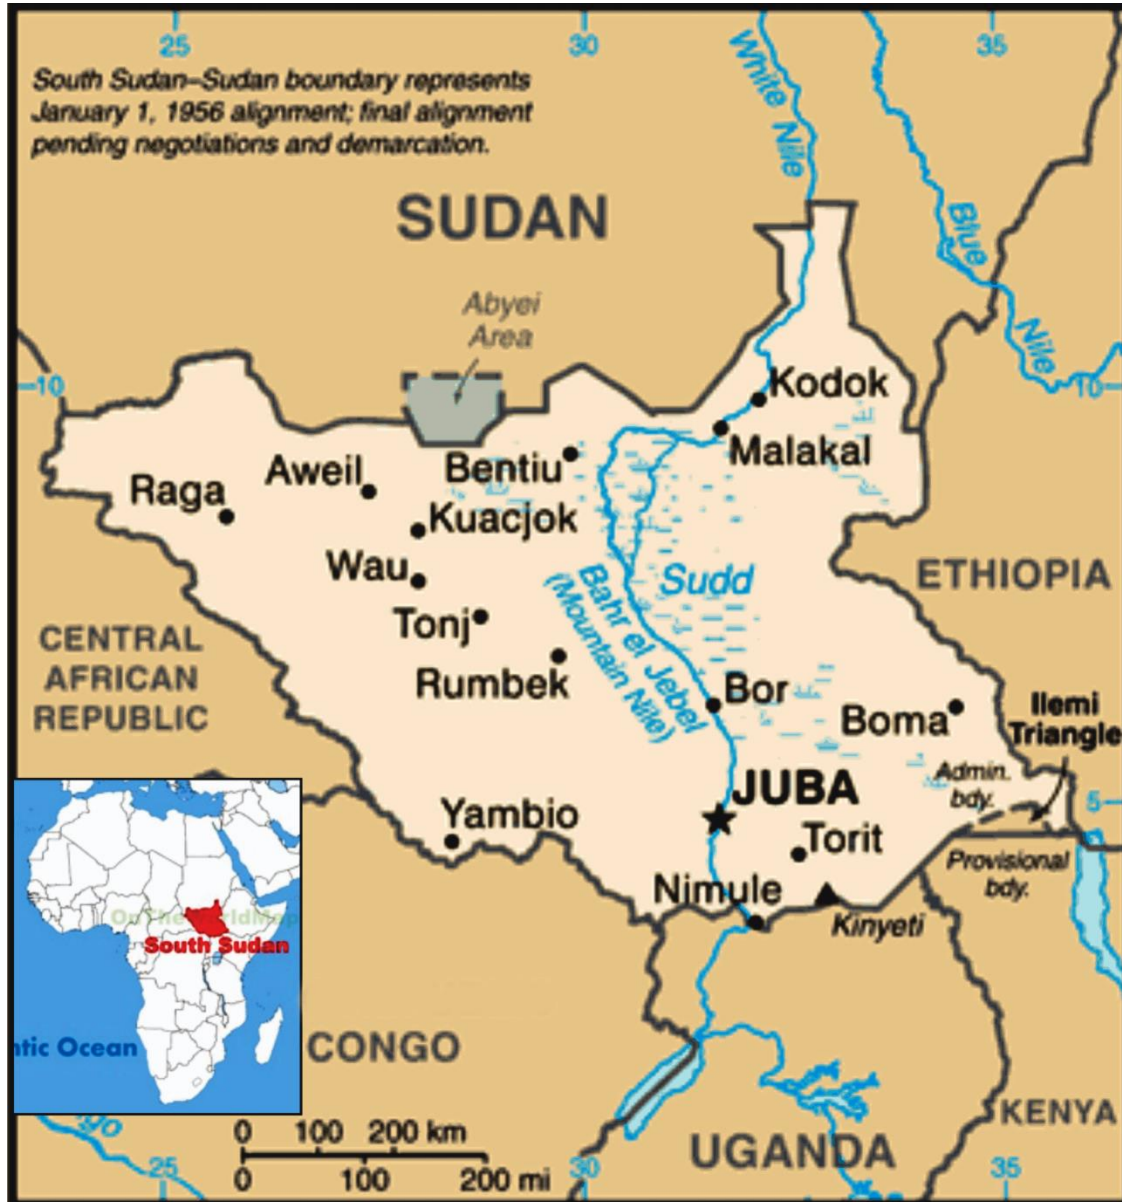 25
30
35
South Sudan–Sudan boundary represents
January 1, 1956 alignment; final alignment
pending negotiations and demarcation.
White Nile
SUDAN
Blue
Nile
Abyei
Area
10
10
Kodok
Malakal
Aweil
Bentiu
Raga
Kuacjok
Wau
ETHIOPIA
Sudd
Bahr el Jebel
(Mountain Nile)
Tonj
CENTRAL
AFRICAN
REPUBLIC
Rumbek
Bor
Boma
Ilemi
Triangle
Admin.
bdy.
JUBA
5
Yambio
Torit
Provisional
bdy.
Nimule
Kinyeti
OnTheWorldMap
South Sudan
ntic Ocean
CONGO
KENYA
UGANDA
0 100 200 km
0 100 200 mi
25
30
35